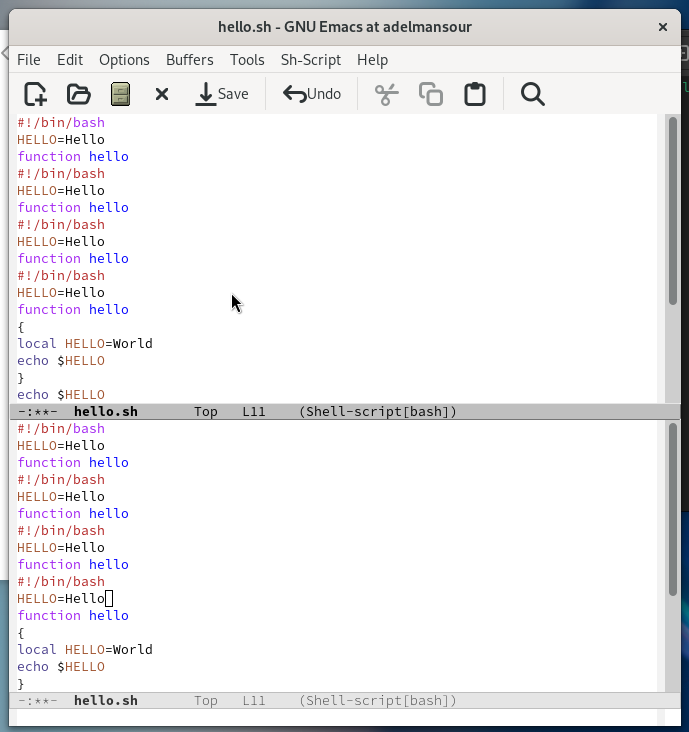 hello.sh - GNU Emacs at adelmansour
File Edit Options Buffers Tools Sh-Script Help
Save Undo
#!/bin/bash
HELLO=Hello
function hello
#!/bin/bash
HELLO=Hello
function hello
#!/bin/bash
HELLO=Hello
function hello
#!/bin/bash
HELLO=Hello
function hello
{
local HELLO=World
echo $HELLO
}
echo $HELLO
-:**-  hello.sh       Top   L11    (Shell-script[bash])
#!/bin/bash
HELLO=Hello
function hello
#!/bin/bash
HELLO=Hello
function hello
#!/bin/bash
HELLO=Hello
function hello
#!/bin/bash
HELLO=Hello
function hello
{
local HELLO=World
echo $HELLO
}
-:**-  hello.sh       Top   L11    (Shell-script[bash])